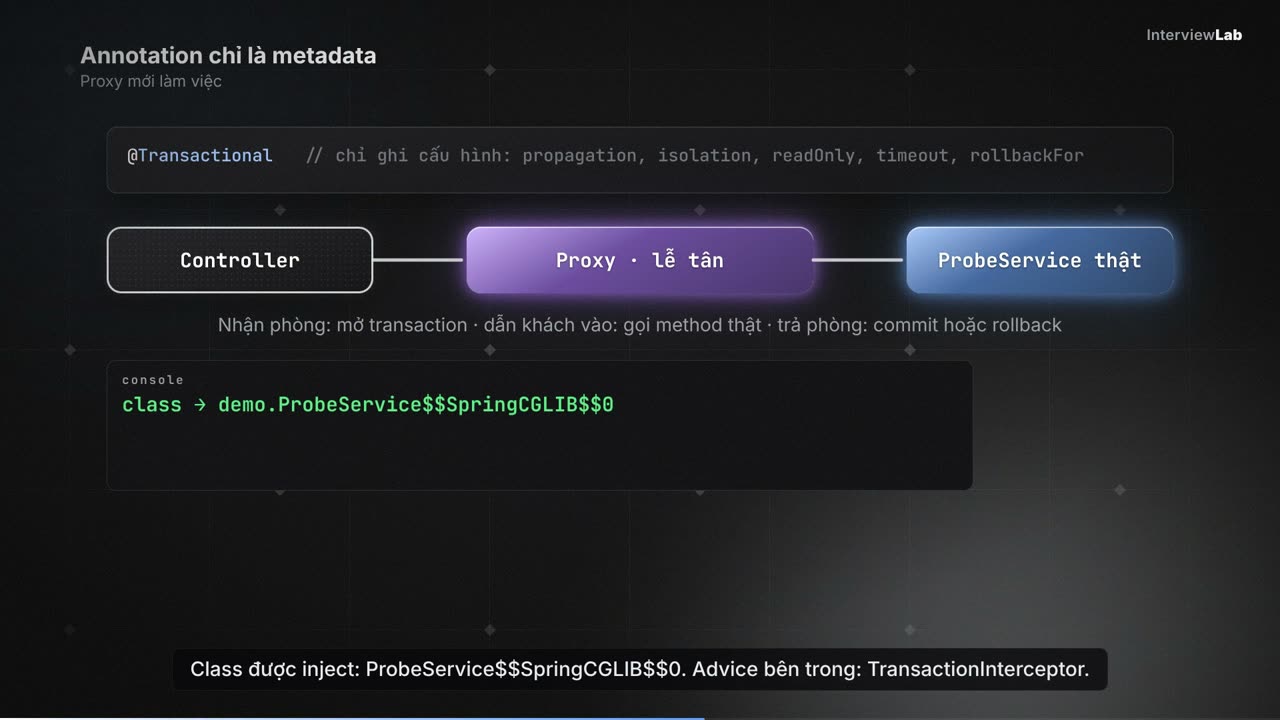 InterviewLab
Annotation chỉ là metadata
Proxy mới làm việc
@Transactional // chỉ ghi cấu hình: propagation, isolation, readOnly, timeout, rollbackFor
Controller
Proxy · lễ tân
ProbeService thật
Nhận phòng: mở transaction · dẫn khách vào: gọi method thật · trả phòng: commit hoặc rollback
console
class → demo.ProbeService$$SpringCGLIB$$0
Class được inject: ProbeService$$SpringCGLIB$$0. Advice bên trong: TransactionInterceptor.